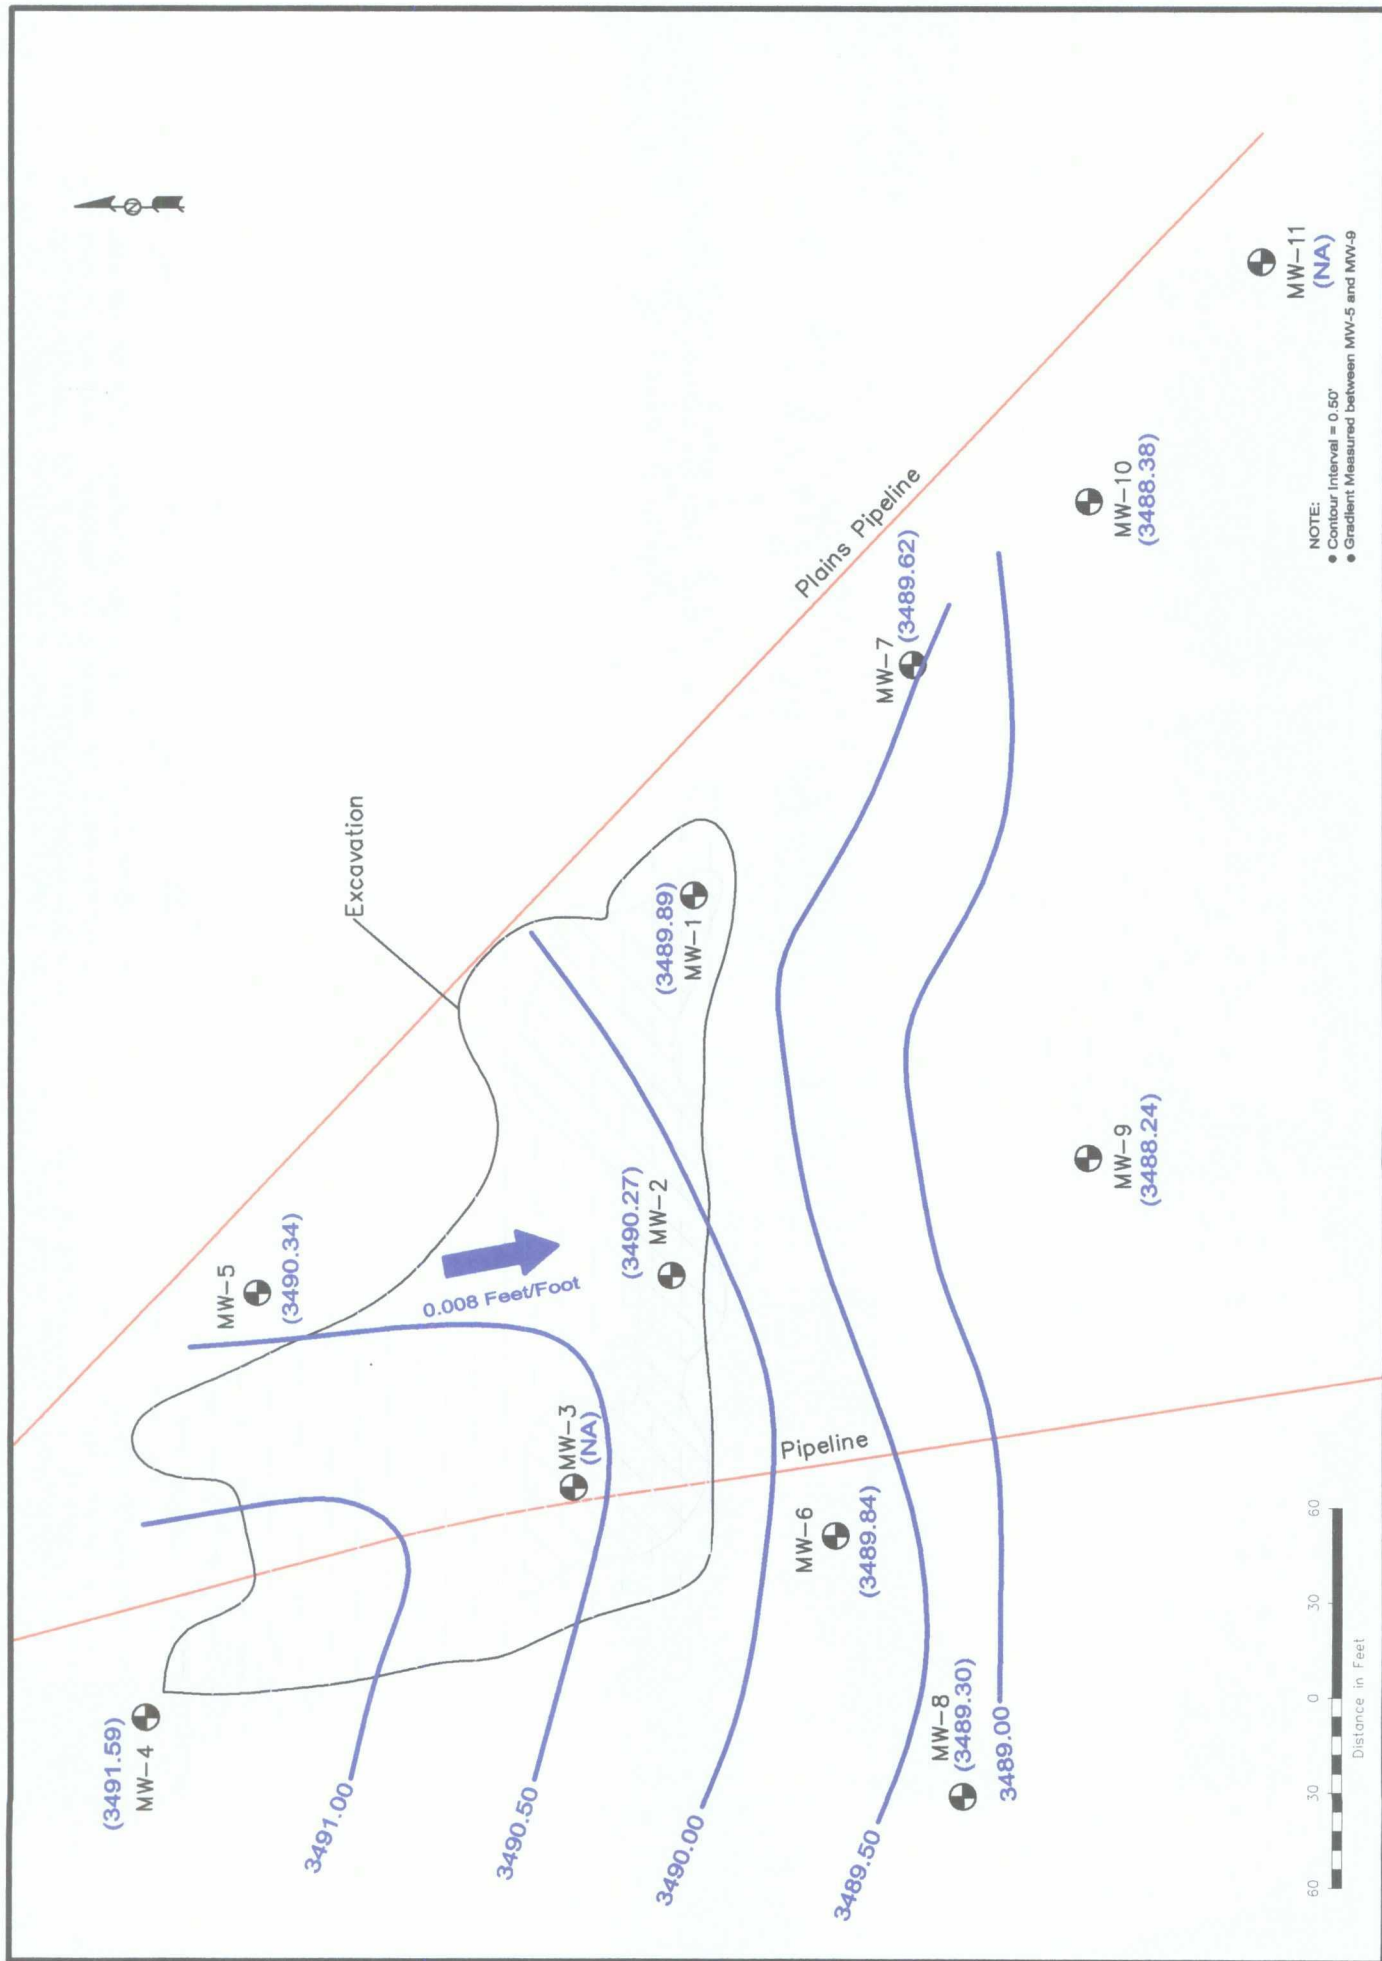 N
(3491.59)
MW-4
MW-5
(3490.34)
Excavation
3491.00
0.008 Feet/Foot
3490.50
MW-3
(NA)
(3490.27)
MW-2
(3489.89)
MW-1
Plains Pipeline
3490.00
Pipeline
MW-6
(3489.84)
MW-7
(3489.62)
3489.50
MW-8
(3489.30)
3489.00
MW-9
(3488.24)
MW-10
(3488.38)
MW-11
(NA)
NOTE:
● Contour Interval = 0.50'
● Gradient Measured between MW-5 and MW-9
60 30 0 30 60
Distance in Feet